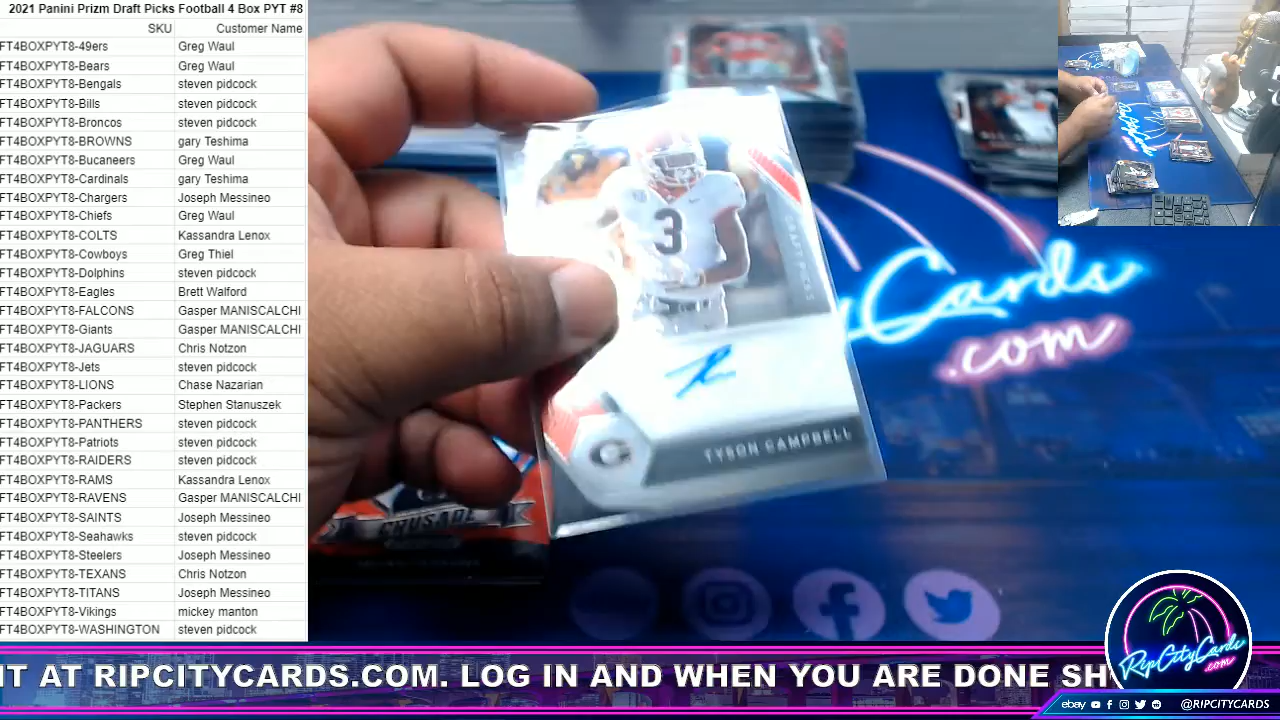 2021 Panini Prizm Draft Picks Football 4 Box PYT #8
SKU Customer Name
FT4BOXPYT8-49ers Greg Waul
FT4BOXPYT8-Bears Greg Waul
FT4BOXPYT8-Bengals steven pidcock
FT4BOXPYT8-Bills steven pidcock
FT4BOXPYT8-Broncos steven pidcock
FT4BOXPYT8-BROWNS gary Teshima
FT4BOXPYT8-Bucaneers Greg Waul
FT4BOXPYT8-Cardinals gary Teshima
FT4BOXPYT8-Chargers Joseph Messineo
FT4BOXPYT8-Chiefs Greg Waul
FT4BOXPYT8-COLTS Kassandra Lenox
FT4BOXPYT8-Cowboys Greg Thiel
FT4BOXPYT8-Dolphins steven pidcock
FT4BOXPYT8-Eagles Brett Walford
FT4BOXPYT8-FALCONS Gasper MANISCALCHI
FT4BOXPYT8-Giants Gasper MANISCALCHI
FT4BOXPYT8-JAGUARS Chris Notzon
FT4BOXPYT8-Jets steven pidcock
FT4BOXPYT8-LIONS Chase Nazarian
FT4BOXPYT8-Packers Stephen Stanuszek
FT4BOXPYT8-PANTHERS steven pidcock
FT4BOXPYT8-Patriots steven pidcock
FT4BOXPYT8-RAIDERS steven pidcock
FT4BOXPYT8-RAMS Kassandra Lenox
FT4BOXPYT8-RAVENS Gasper MANISCALCHI
FT4BOXPYT8-SAINTS Joseph Messineo
FT4BOXPYT8-Seahawks steven pidcock
FT4BOXPYT8-Steelers Joseph Messineo
FT4BOXPYT8-TEXANS Chris Notzon
FT4BOXPYT8-TITANS Joseph Messineo
FT4BOXPYT8-Vikings mickey manton
FT4BOXPYT8-WASHINGTON steven pidcock
3
DRAFT PICKS
G
TYSON CAMPBELL
CRUSADE
Cards
.com
RipCityCards
.com
IT AT RIPCITYCARDS.COM. LOG IN AND WHEN YOU ARE DONE SH
ebay @RIPCITYCARDS